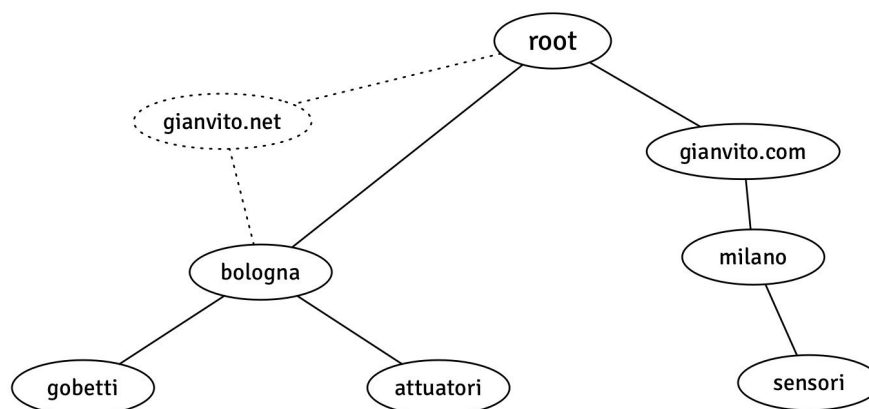 root
gianvito.net
gianvito.com
bologna
milano
gobetti
attuatori
sensori